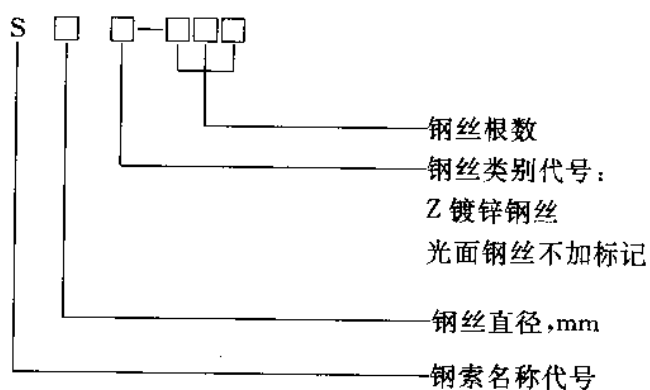 S □ □-□□□
钢丝根数
钢丝类别代号：
Z 镀锌钢丝
光面钢丝不加标记
钢丝直径，mm
钢索名称代号